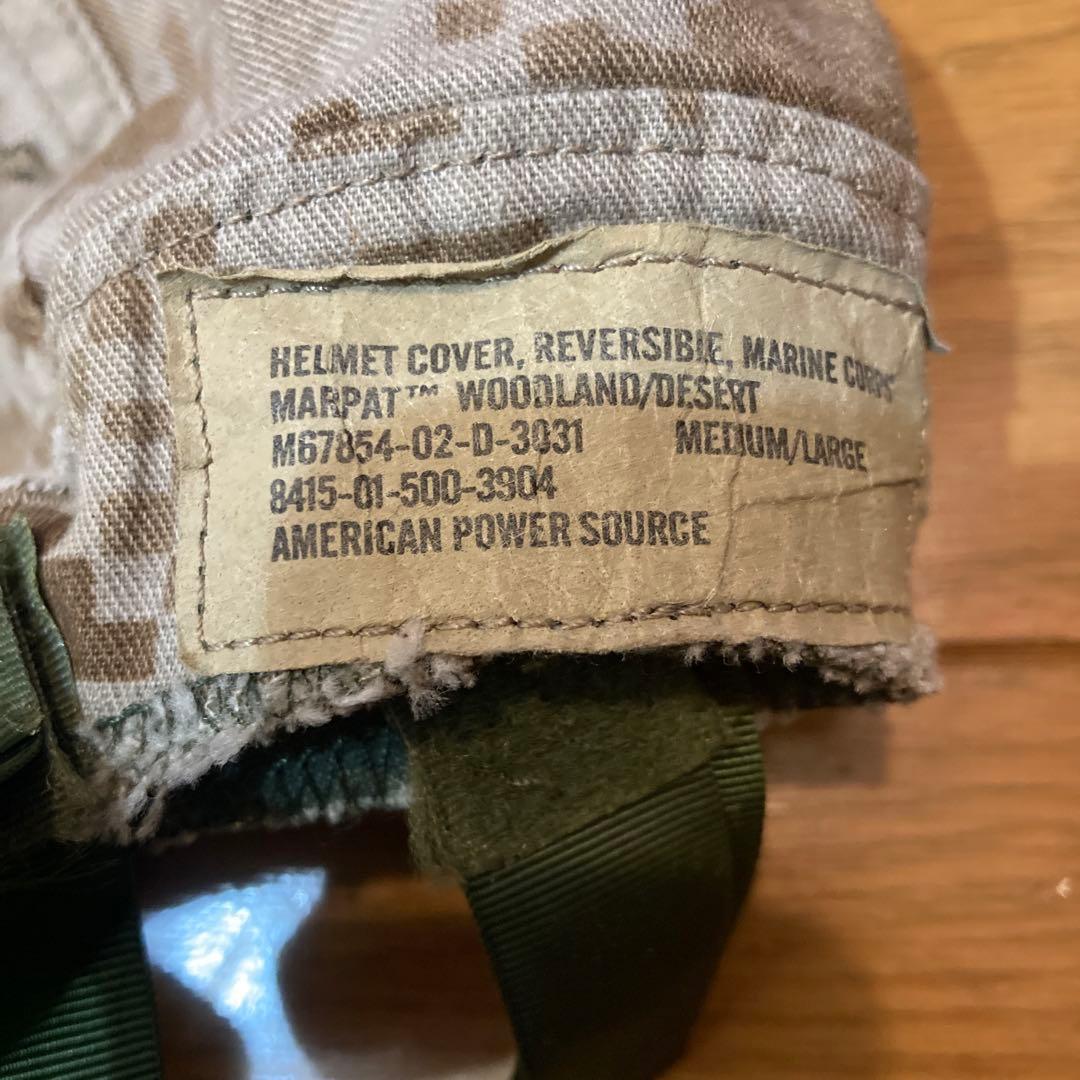 HELMET COVER, REVERSIBLE, MARINE CORPS
MARPAT™ WOODLAND/DESERT
M67854-02-D-3031 MEDIUM/LARGE
8415-01-500-3904
AMERICAN POWER SOURCE